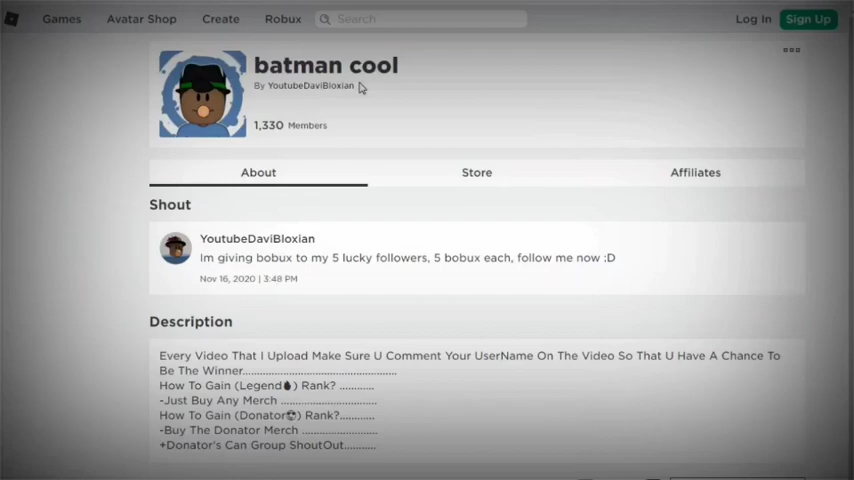 Games Avatar Shop Create Robux Search Log In Sign Up
batman cool
By YoutubeDaviBloxian
1,330 Members
About Store Affiliates
Shout
YoutubeDaviBloxian
Im giving bobux to my 5 lucky followers, 5 bobux each, follow me now :D
Nov 16, 2020 | 3:48 PM
Description
Every Video That I Upload Make Sure U Comment Your UserName On The Video So That U Have A Chance To
Be The Winner..................................................
How To Gain (Legend💧) Rank? ............
-Just Buy Any Merch ................................
How To Gain (Donator😍) Rank?............
-Buy The Donator Merch ..........................
+Donator's Can Group ShoutOut...........